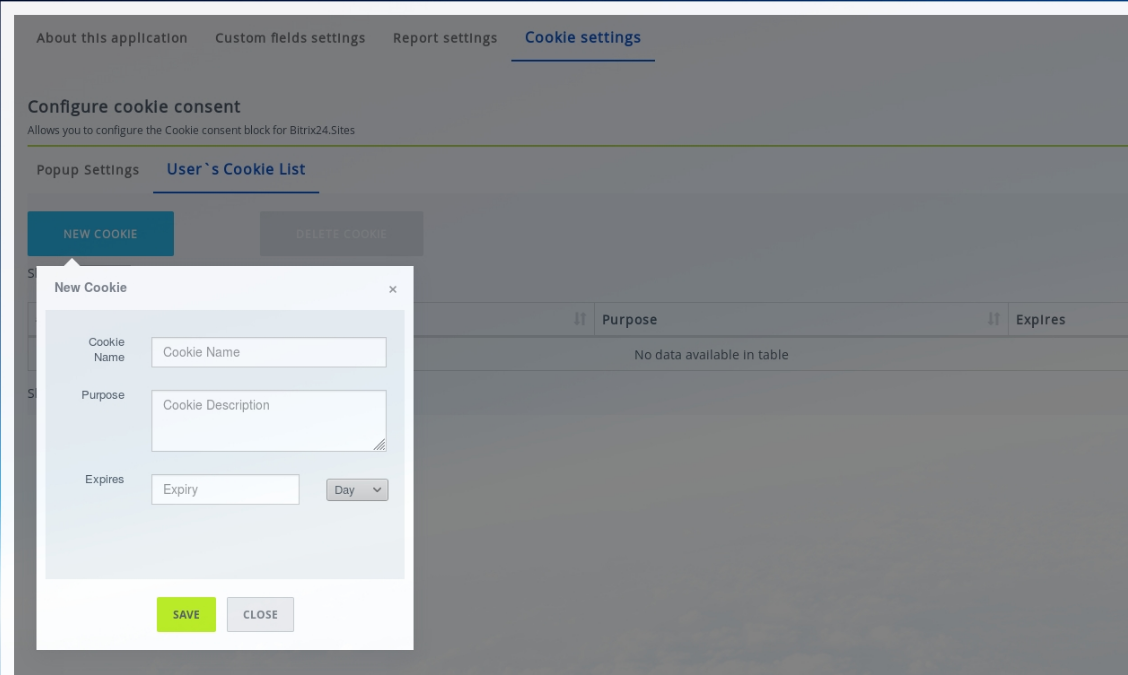 About this application Custom fields settings Report settings Cookie settings
Configure cookie consent
Allows you to configure the Cookie consent block for Bitrix24.Sites
Popup Settings User`s Cookie List
NEW COOKIE DELETE COOKIE
New Cookie ×
Purpose Expires
Cookie
Name
Cookie Name
No data available in table
Purpose
Cookie Description
Expires
Expiry
Day
SAVE CLOSE